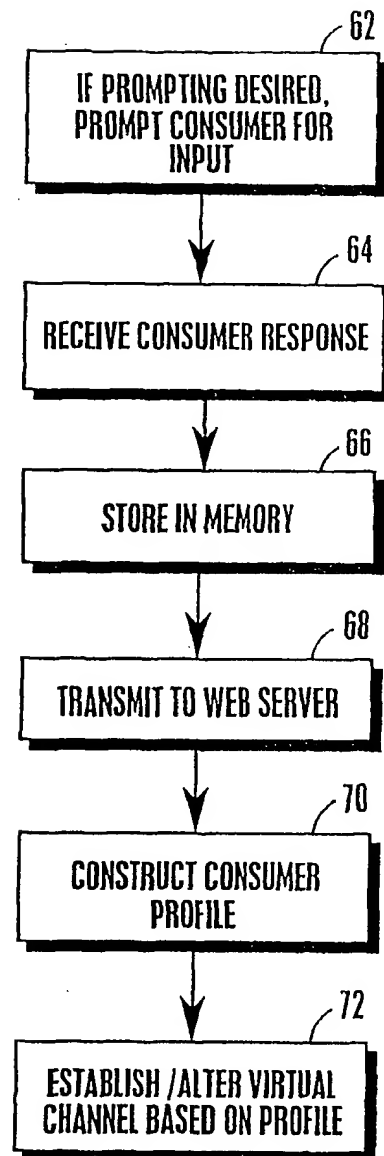 62
IF PROMPTING DESIRED,
PROMPT CONSUMER FOR
INPUT
64
RECEIVE CONSUMER RESPONSE
66
STORE IN MEMORY
68
TRANSMIT TO WEB SERVER
70
CONSTRUCT CONSUMER
PROFILE
72
ESTABLISH /ALTER VIRTUAL
CHANNEL BASED ON PROFILE